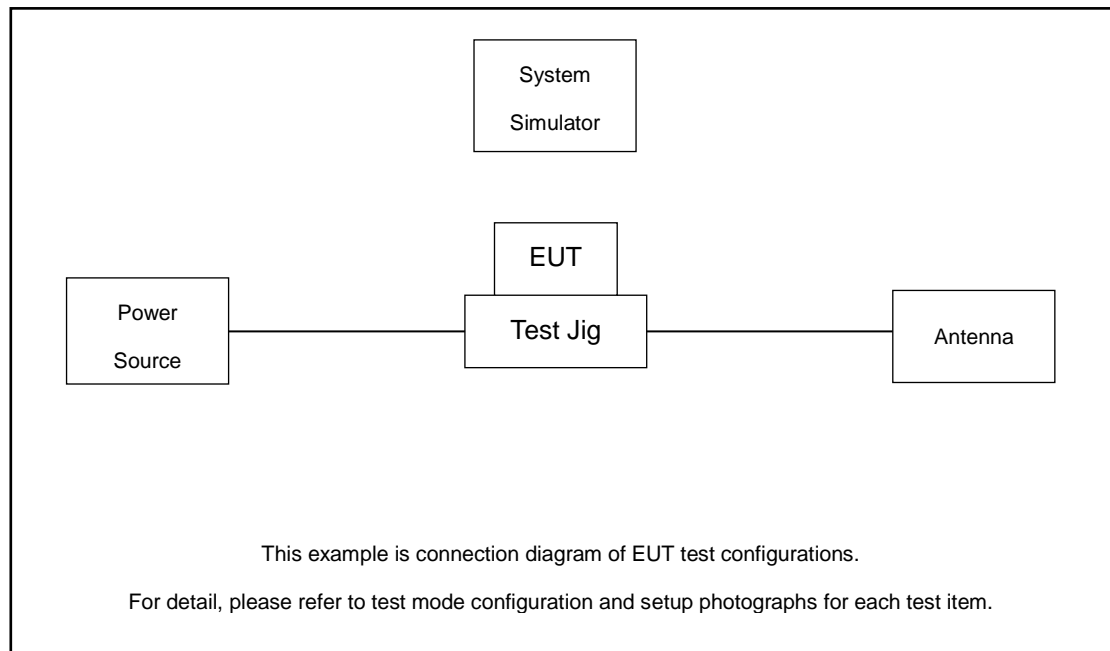 System
Simulator
EUT
Power
Source
Test Jig
Antenna
This example is connection diagram of EUT test configurations.
For detail, please refer to test mode configuration and setup photographs for each test item.